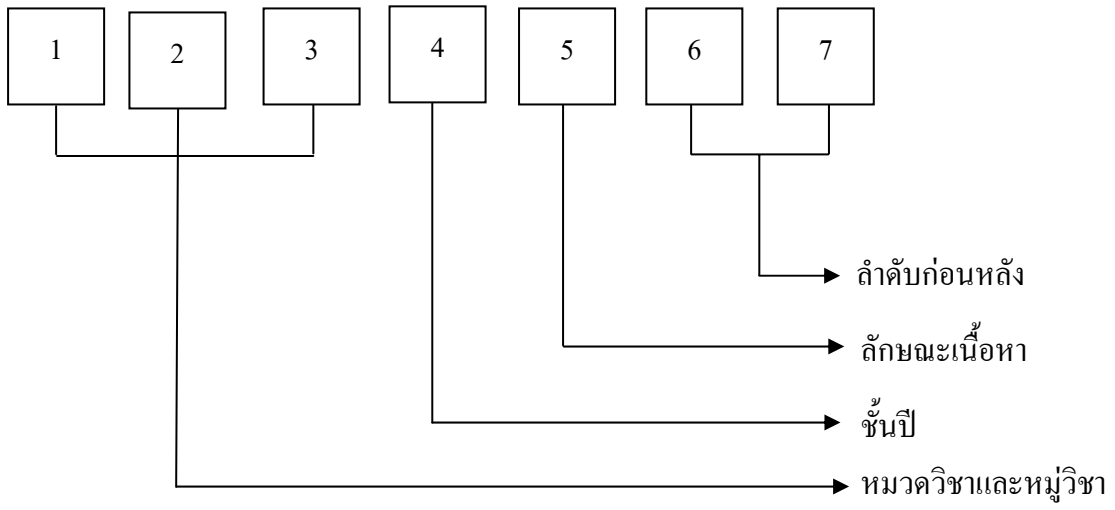 1 2 3 4 5 6 7
ลำดับก่อนหลัง
ลักษณะเนื้อหา
ชั้นปี
หมวดวิชาและหมู่วิชา